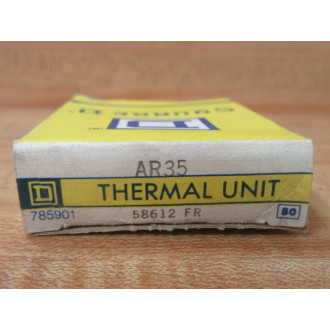 SQUARE D
AR35
THERMAL UNIT
785901
58612 FR
80